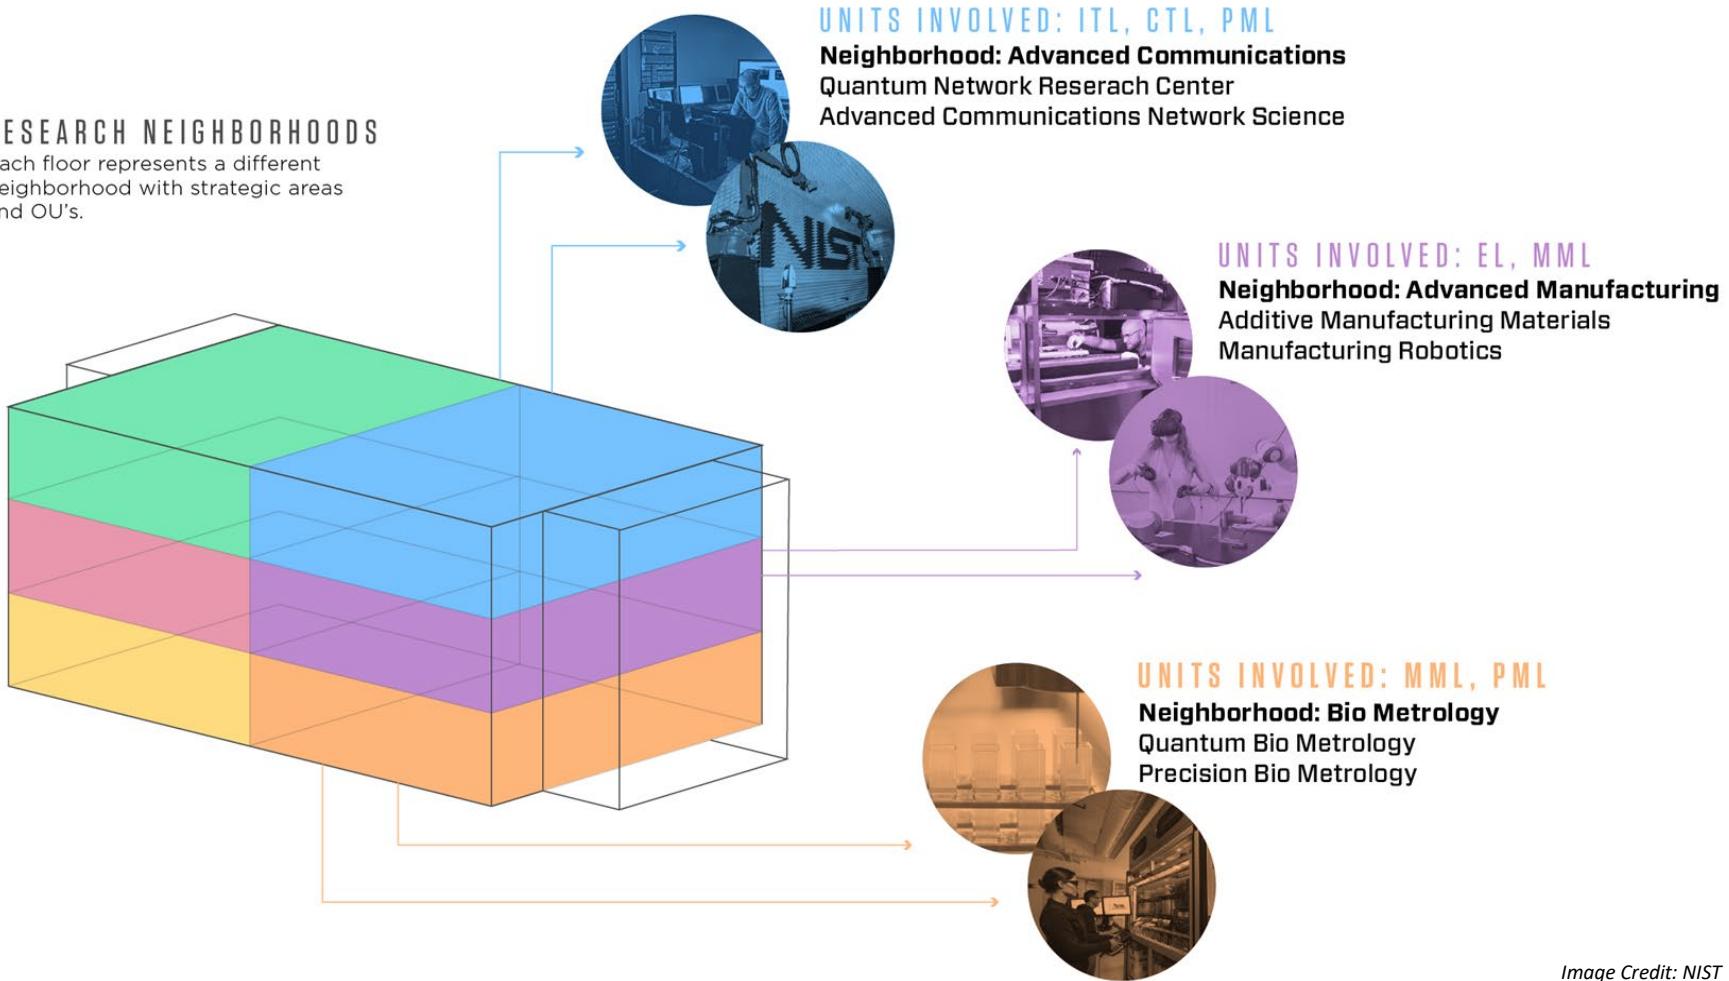 ESEARCH NEIGHBORHOODS
ach floor represents a different
eighborhood with strategic areas
nd OU's.
UNITS INVOLVED: ITL, CTL, PML
Neighborhood: Advanced Communications
Quantum Network Reserach Center
Advanced Communications Network Science
NIST
UNITS INVOLVED: EL, MML
Neighborhood: Advanced Manufacturing
Additive Manufacturing Materials
Manufacturing Robotics
UNITS INVOLVED: MML, PML
Neighborhood: Bio Metrology
Quantum Bio Metrology
Precision Bio Metrology
Image Credit: NIST